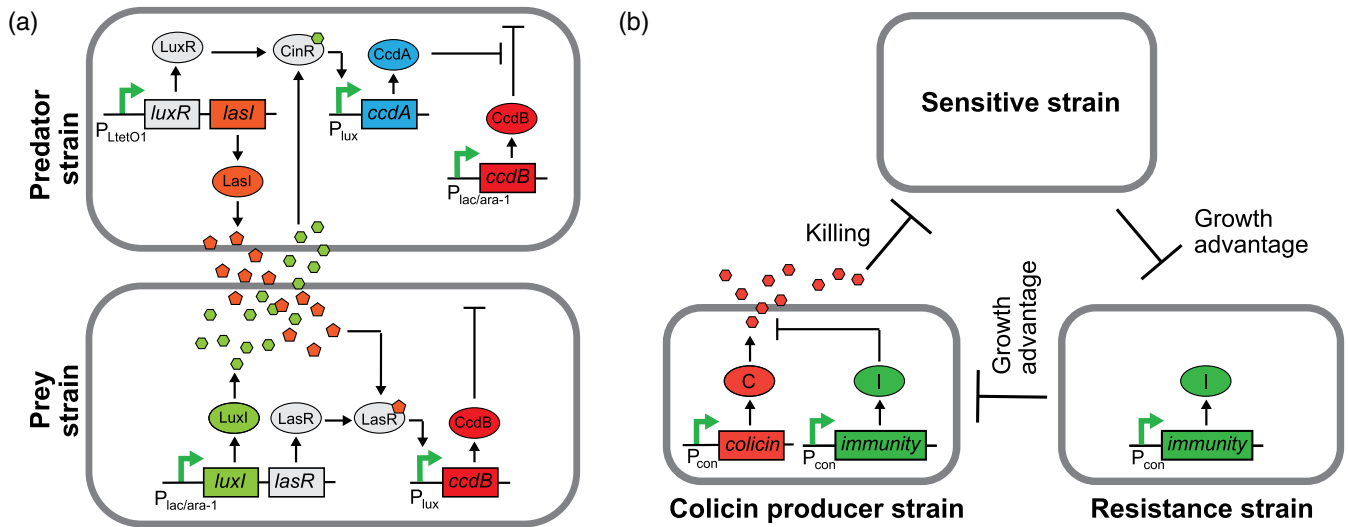 (a)
Predator
strain
LuxR
CinR
CcdA
luxR
lasI
PLtetO1
ccdA
Plux
CcdB
ccdB
Plac/ara-1
LasI
Prey
strain
LuxI
LasR
LasR
CcdB
luxI
lasR
Plac/ara-1
ccdB
Plux
(b)
Sensitive strain
Killing
Growth
advantage
Growth
advantage
C
I
colicin
Pcon
immunity
Pcon
Colicin producer strain
I
immunity
Pcon
Resistance strain